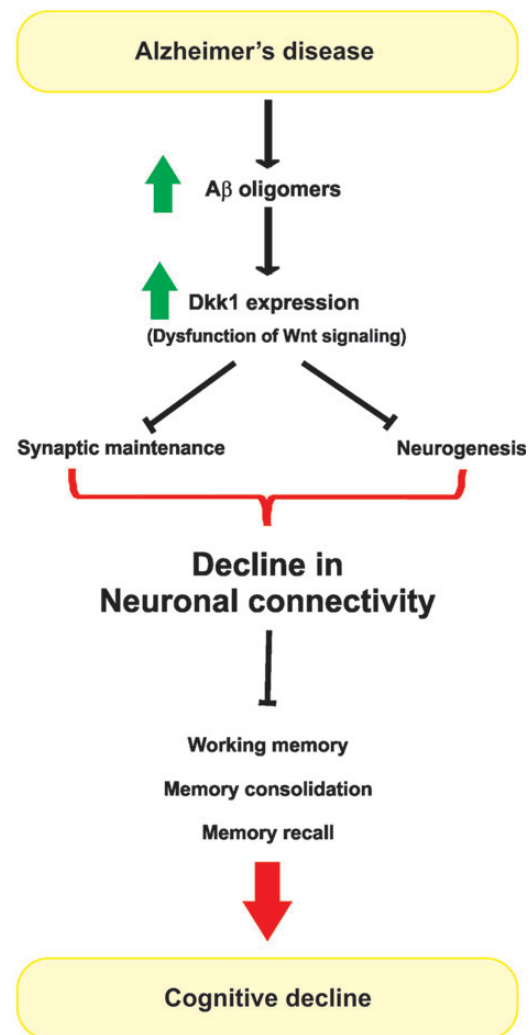 Alzheimer’s disease
Aβ oligomers
Dkk1 expression
(Dysfunction of Wnt signaling)
Synaptic maintenance
Neurogenesis
Decline in
Neuronal connectivity
Working memory
Memory consolidation
Memory recall
Cognitive decline